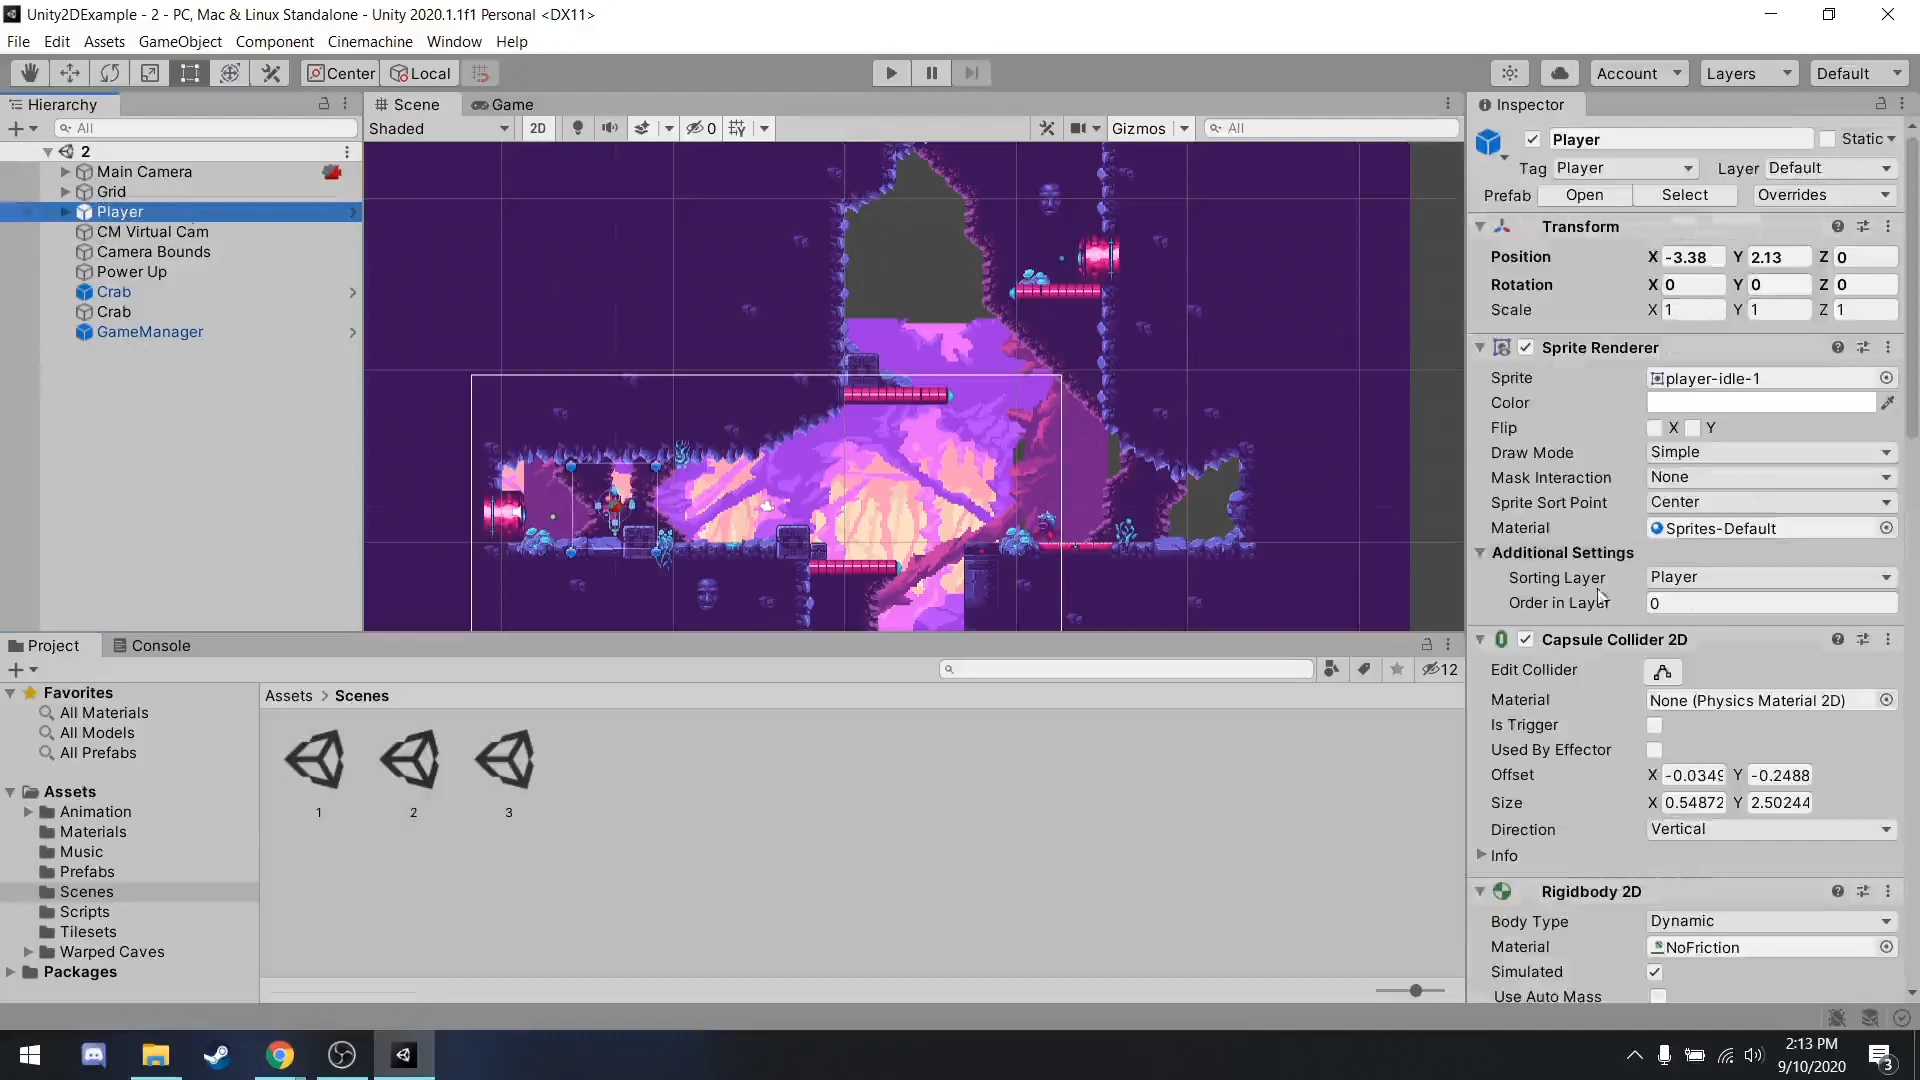 Unity2DExample - 2 - PC, Mac & Linux Standalone - Unity 2020.1.1f1 Personal <DX11>
File Edit Assets GameObject Component Cinemachine Window Help
Center Local Account Layers Default
Hierarchy
All
2
Main Camera
Grid
Player
CM Virtual Cam
Camera Bounds
Power Up
Crab
Crab
GameManager
Scene Game
Shaded 2D 0 Gizmos All
Inspector
Player Static
Tag Player Layer Default
Prefab Open Select Overrides
Transform
Position X -3.38 Y 2.13 Z 0
Rotation X 0 Y 0 Z 0
Scale X 1 Y 1 Z 1
Sprite Renderer
Sprite player-idle-1
Color
Flip X Y
Draw Mode Simple
Mask Interaction None
Sprite Sort Point Center
Material Sprites-Default
Additional Settings
Sorting Layer Player
Order in Layer 0
Capsule Collider 2D
Edit Collider
Material None (Physics Material 2D)
Is Trigger
Used By Effector
Offset X -0.0349 Y -0.2488
Size X 0.54872 Y 2.50244
Direction Vertical
Info
Rigidbody 2D
Body Type Dynamic
Material NoFriction
Simulated
Use Auto Mass
Project Console
12
Favorites
All Materials
All Models
All Prefabs
Assets
Animation
Materials
Music
Prefabs
Scenes
Scripts
Tilesets
Warped Caves
Packages
Assets > Scenes
1 2 3
2:13 PM
9/10/2020
3